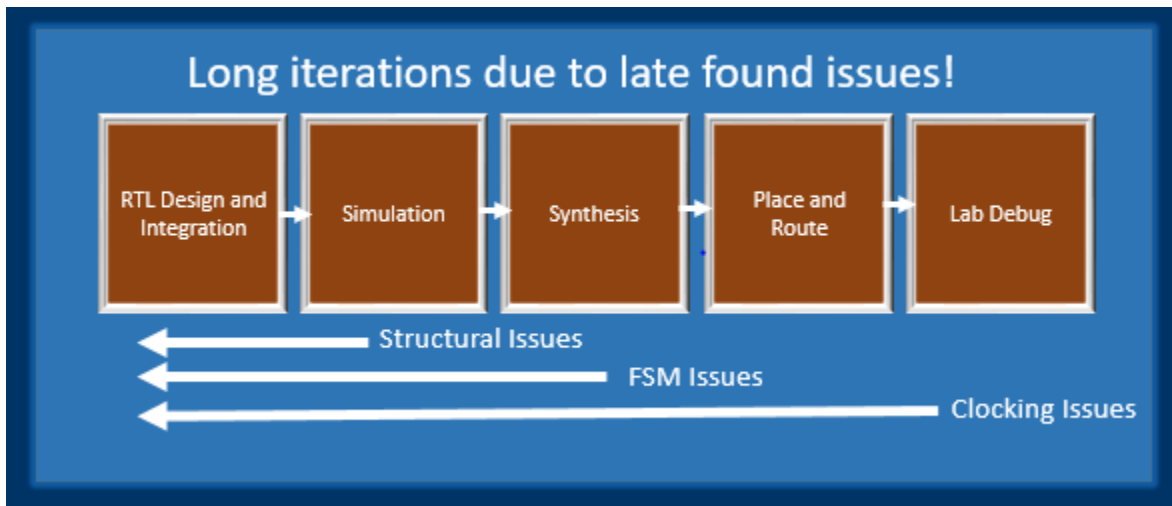 Long iterations due to late found issues!
RTL Design and
Integration
Simulation
Synthesis
Place and
Route
Lab Debug
Structural Issues
FSM Issues
Clocking Issues